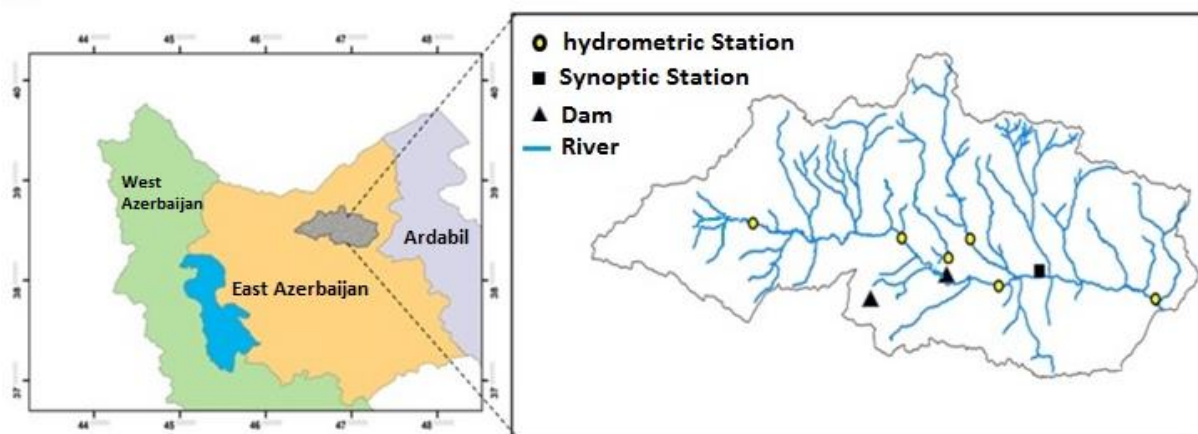 44 45 46 47 48
40
39
38
37
40
39
38
37
44 45 46 47 48
West
Azerbaijan
East Azerbaijan
Ardabil
hydrometric Station
Synoptic Station
Dam
River